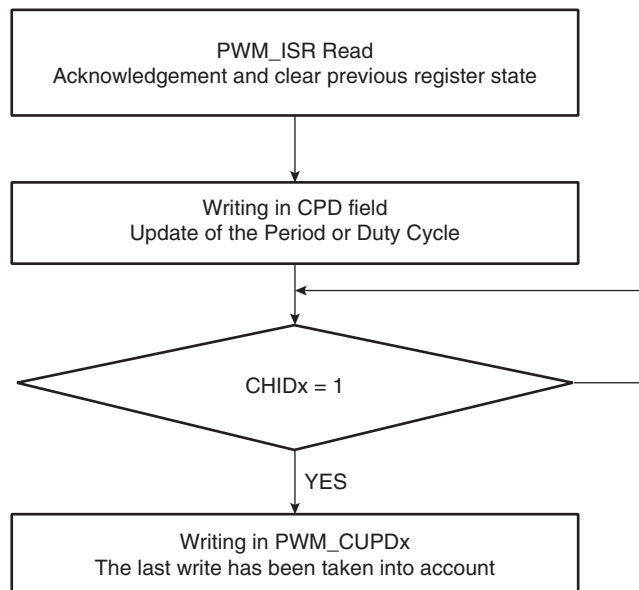 PWM_ISR Read
Acknowledgement and clear previous register state
Writing in CPD field
Update of the Period or Duty Cycle
CHIDx = 1
YES
Writing in PWM_CUPDx
The last write has been taken into account